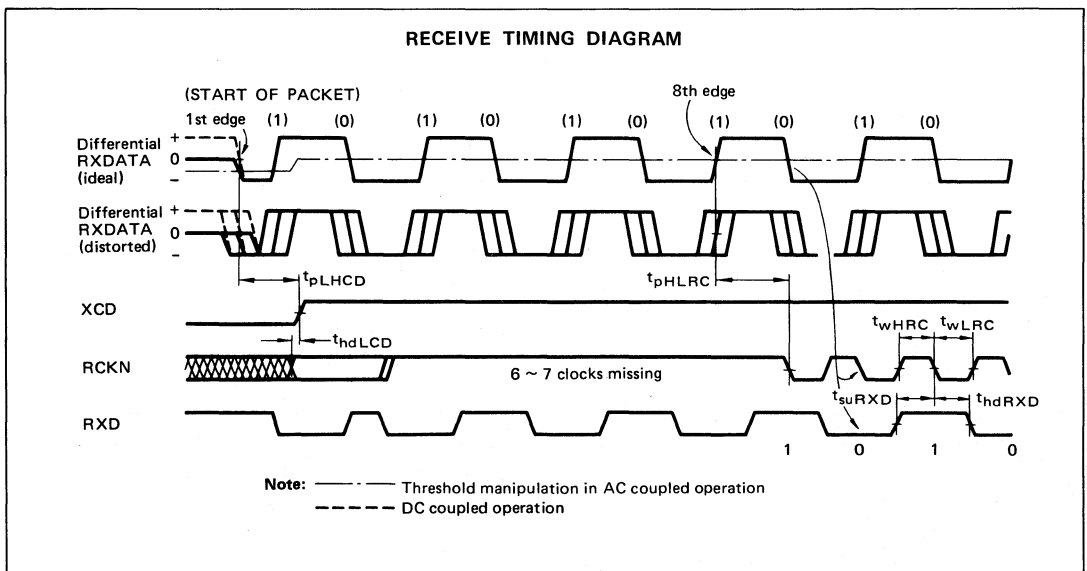 RECEIVE TIMING DIAGRAM
(START OF PACKET)
1st edge
8th edge
(1) (0) (1) (0) (1) (0) (1) (0) (1) (0)
Differential
RXDATA
(ideal)
+
0
−
Differential
RXDATA
(distorted)
+
0
−
tpLHCD
tpHLRC
XCD
thdLCD
twHRC
twLRC
RCKN
6 ~ 7 clocks missing
tsuRXD
thdRXD
RXD
1 0 1 0
Note: Threshold manipulation in AC coupled operation
DC coupled operation